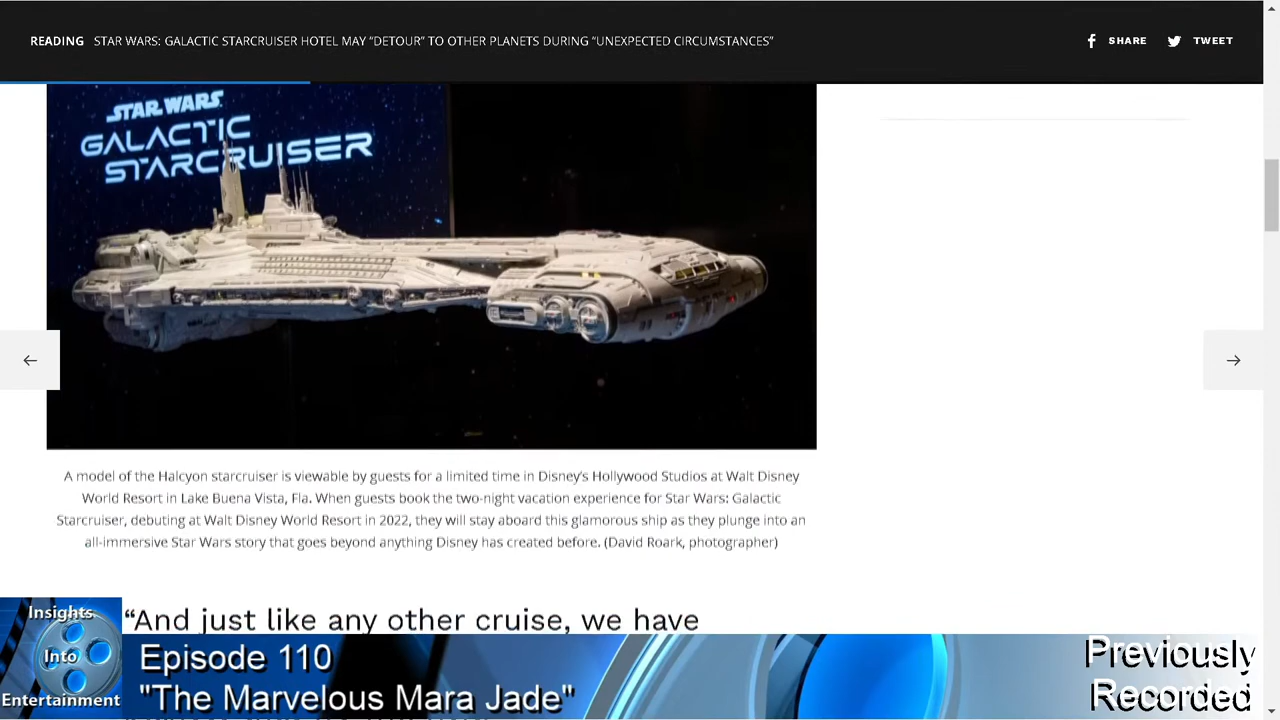 READING STAR WARS: GALACTIC STARCRUISER HOTEL MAY “DETOUR” TO OTHER PLANETS DURING “UNEXPECTED CIRCUMSTANCES”
SHARE TWEET
STAR WARS
GALACTIC
STARCRUISER
A model of the Halcyon starcruiser is viewable by guests for a limited time in Disney’s Hollywood Studios at Walt Disney
World Resort in Lake Buena Vista, Fla. When guests book the two-night vacation experience for Star Wars: Galactic
Starcruiser, debuting at Walt Disney World Resort in 2022, they will stay aboard this glamorous ship as they plunge into an
all-immersive Star Wars story that goes beyond anything Disney has created before. (David Roark, photographer)
“And just like any other cruise, we have
Insights
Into
Entertainment
Episode 110
"The Marvelous Mara Jade"
Previously
Recorded